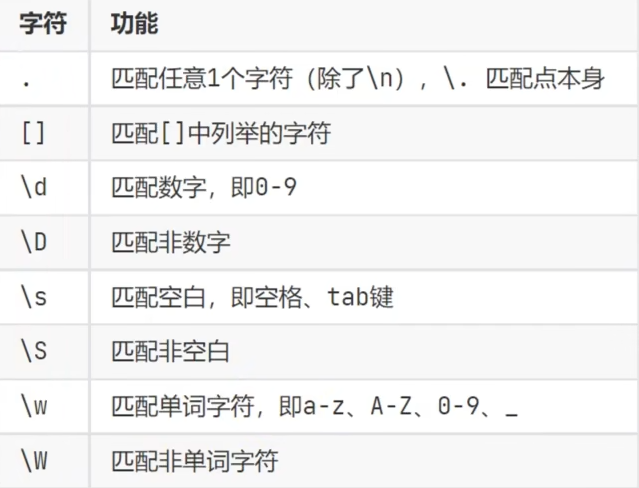 字符 功能
. 匹配任意1个字符（除了\n），\. 匹配点本身
[] 匹配[]中列举的字符
\d 匹配数字，即0-9
\D 匹配非数字
\s 匹配空白，即空格、tab键
\S 匹配非空白
\w 匹配单词字符，即a-z、A-Z、0-9、_
\W 匹配非单词字符